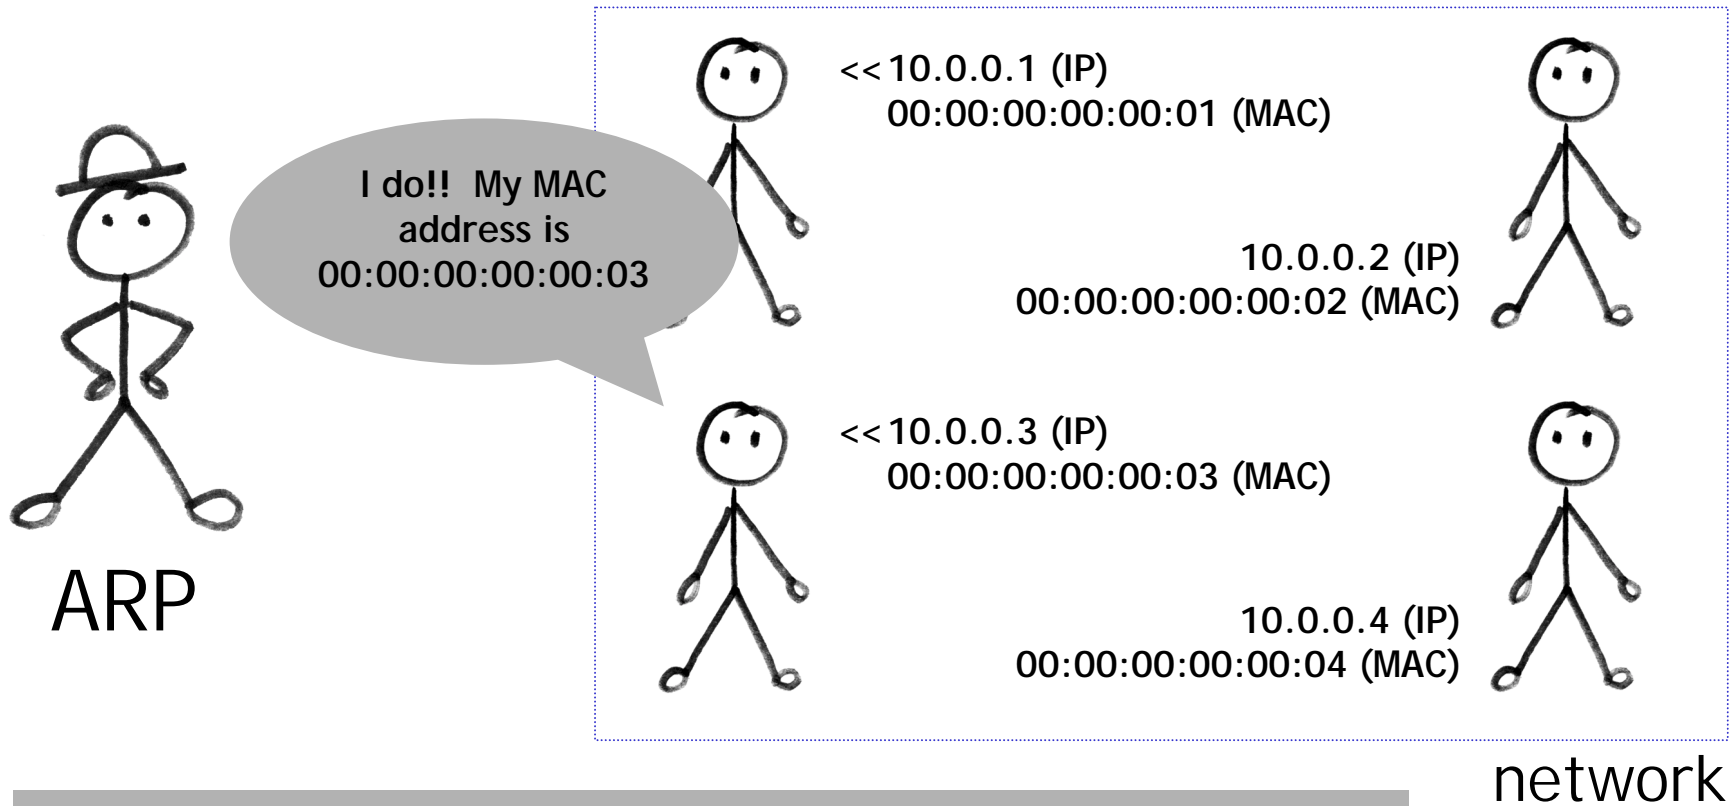 <<10.0.0.1 (IP)
00:00:00:00:00:01 (MAC)
I do!! My MAC
address is
00:00:00:00:00:03
10.0.0.2 (IP)
00:00:00:00:00:02 (MAC)
<<10.0.0.3 (IP)
00:00:00:00:00:03 (MAC)
ARP
10.0.0.4 (IP)
00:00:00:00:00:04 (MAC)
network